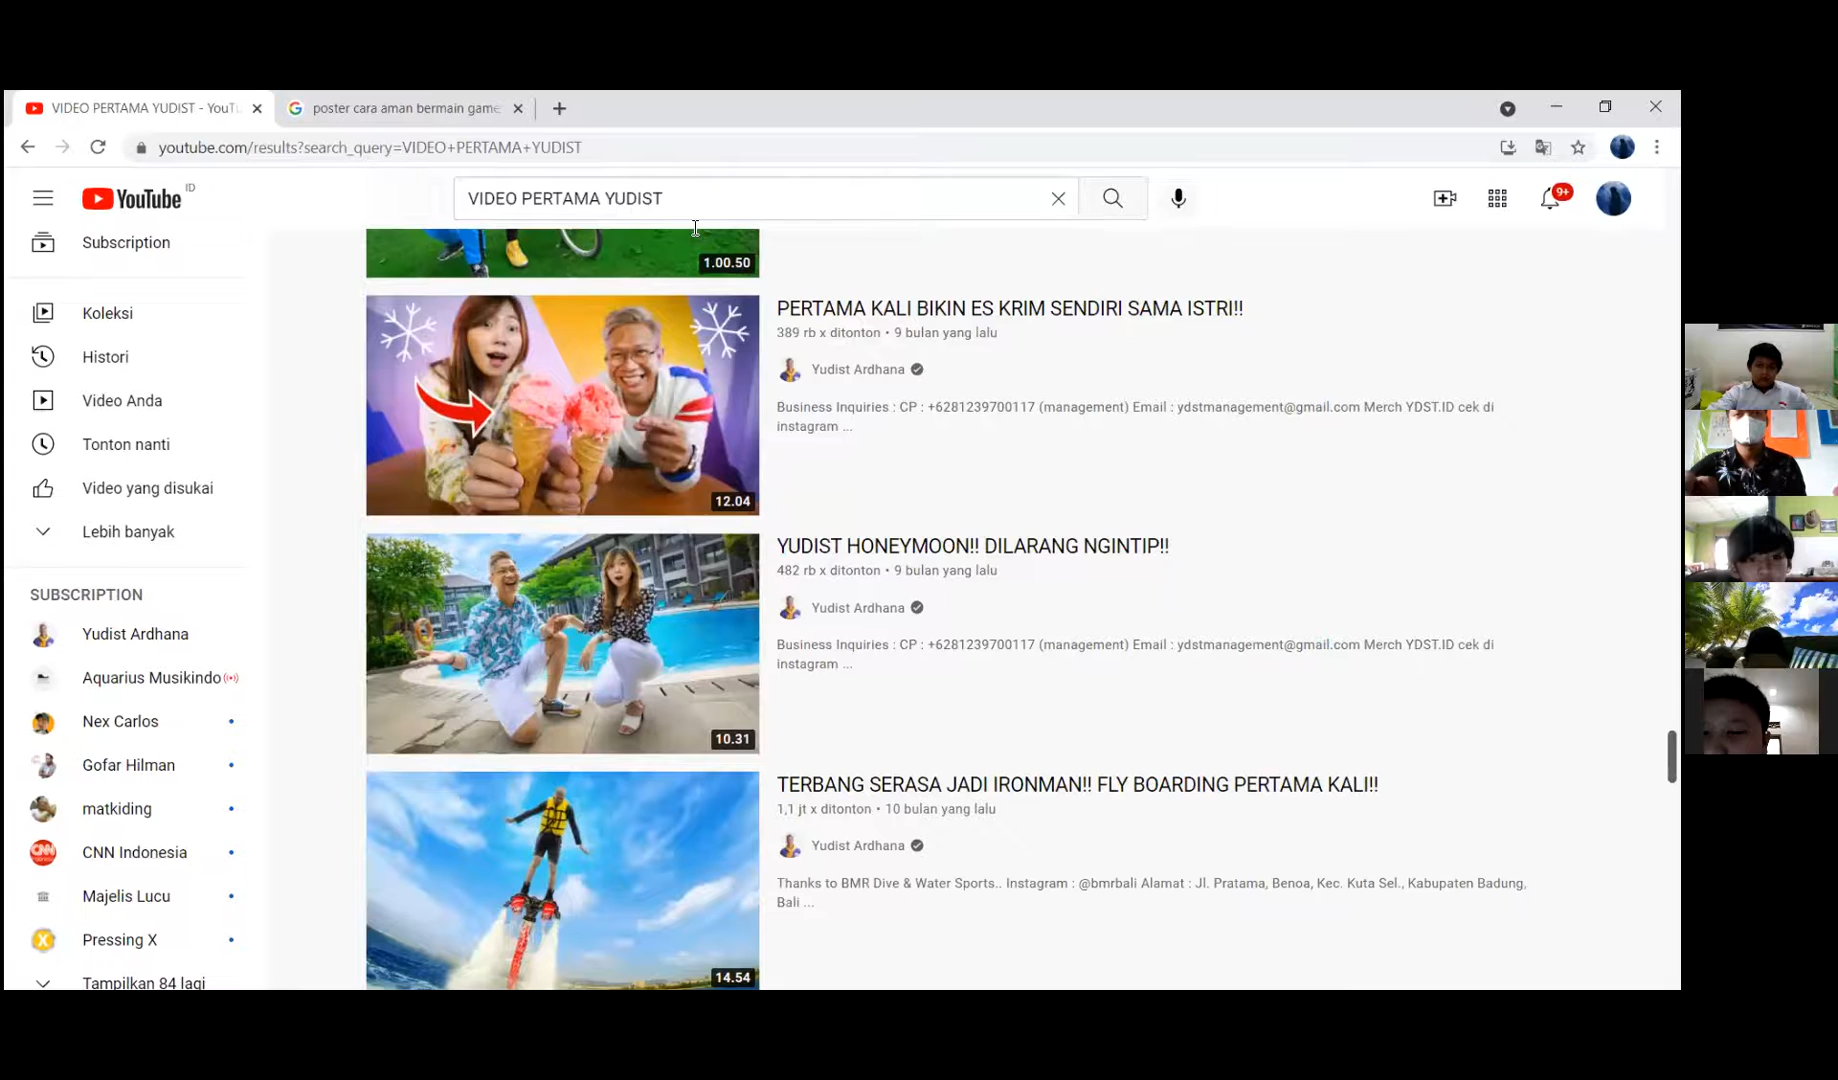 VIDEO PERTAMA YUDIST - YouTu
poster cara aman bermain game
youtube.com/results?search_query=VIDEO+PERTAMA+YUDIST
YouTube ID
VIDEO PERTAMA YUDIST
9+
Subscription
Koleksi
Histori
Video Anda
Tonton nanti
Video yang disukai
Lebih banyak
SUBSCRIPTION
Yudist Ardhana
Aquarius Musikindo
Nex Carlos
Gofar Hilman
matkiding
CNN Indonesia
Majelis Lucu
Pressing X
Tampilkan 84 lagi
1.00.50
PERTAMA KALI BIKIN ES KRIM SENDIRI SAMA ISTRI!!
389 rb x ditonton • 9 bulan yang lalu
Yudist Ardhana
Business Inquiries : CP : +6281239700117 (management) Email : ydstmanagement@gmail.com Merch YDST.ID cek di
instagram ...
12.04
YUDIST HONEYMOON!! DILARANG NGINTIP!!
482 rb x ditonton • 9 bulan yang lalu
Yudist Ardhana
Business Inquiries : CP : +6281239700117 (management) Email : ydstmanagement@gmail.com Merch YDST.ID cek di
instagram ...
10.31
TERBANG SERASA JADI IRONMAN!! FLY BOARDING PERTAMA KALI!!
1,1 jt x ditonton • 10 bulan yang lalu
Yudist Ardhana
Thanks to BMR Dive & Water Sports.. Instagram : @bmrbali Alamat : Jl. Pratama, Benoa, Kec. Kuta Sel., Kabupaten Badung,
Bali ...
14.54